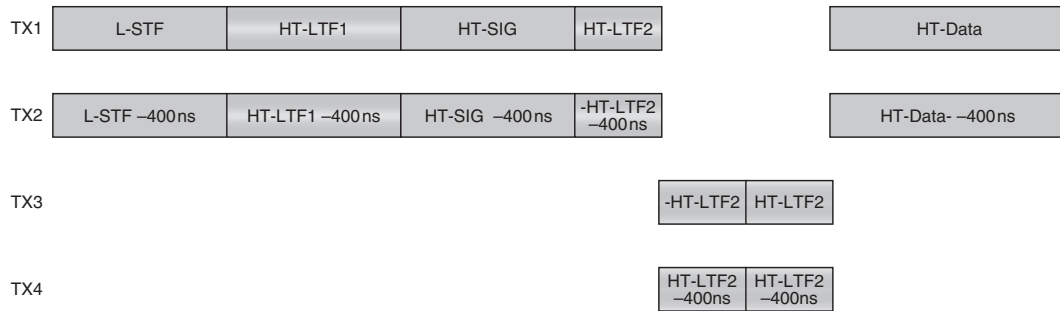 TX1 L-STF HT-LTF1 HT-SIG HT-LTF2 HT-Data
TX2 L-STF –400ns HT-LTF1 –400ns HT-SIG –400ns -HT-LTF2 –400ns HT-Data- –400ns
TX3 -HT-LTF2 HT-LTF2
TX4 HT-LTF2 –400ns HT-LTF2 –400ns